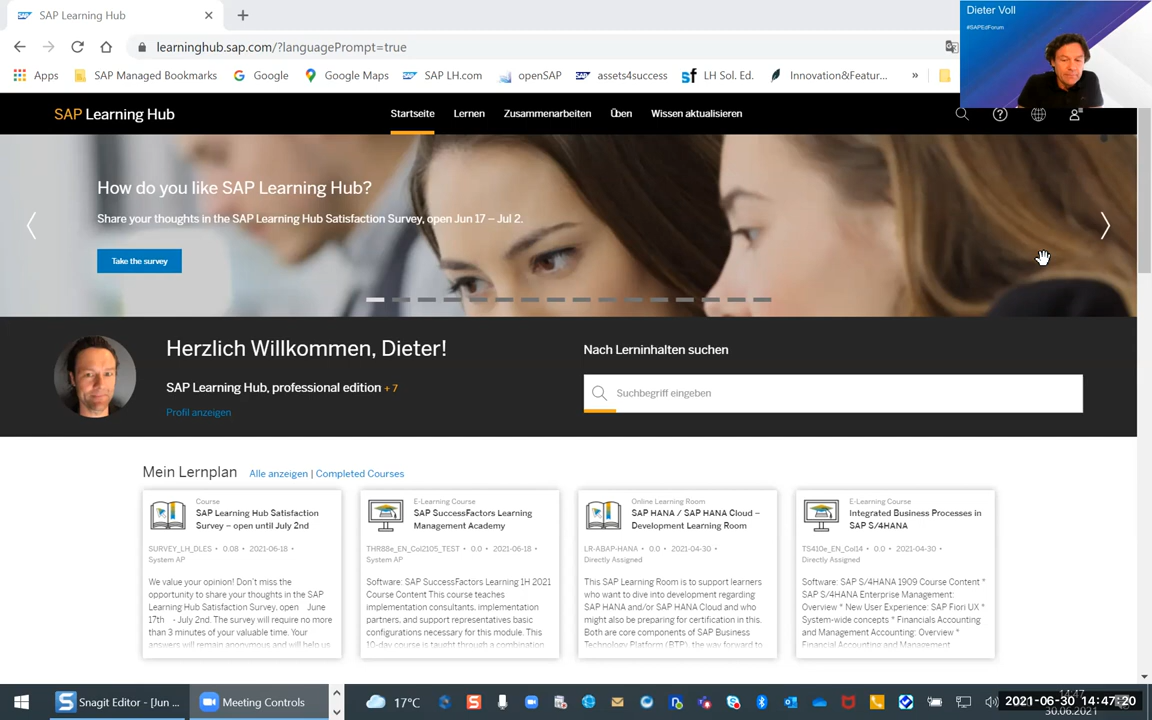 SAP Learning Hub
Dieter Voll
#SAPEdForum
learninghub.sap.com/?languagePrompt=true
Apps SAP Managed Bookmarks Google Google Maps SAP LH.com openSAP assets4success LH Sol. Ed. Innovation&Featur... »
SAP Learning Hub Startseite Lernen Zusammenarbeiten Üben Wissen aktualisieren
How do you like SAP Learning Hub?
Share your thoughts in the SAP Learning Hub Satisfaction Survey, open Jun 17 – Jul 2.
Take the survey
Herzlich Willkommen, Dieter!
SAP Learning Hub, professional edition + 7
Profil anzeigen
Nach Lerninhalten suchen
Suchbegriff eingeben
Mein Lernplan Alle anzeigen | Completed Courses
Course
SAP Learning Hub Satisfaction
Survey – open until July 2nd
SURVEY_LH_DLES • 0.08 • 2021-06-18 •
System AP
We value your opinion! Don't miss the
opportunity to share your thoughts in the
SAP Learning Hub Satisfaction Survey, open June
17th - July 2nd. The survey will require no more
than 3 minutes of your valuable time. Your
answers will remain anonymous and will help us
E-Learning Course
SAP SuccessFactors Learning
Management Academy
THR88e_EN_Col2105_TEST • 0.0 • 2021-06-18 •
System AP
Software: SAP SuccessFactors Learning 1H 2021
Course Content This course teaches
implementation consultants, implementation
partners, and support representatives basic
configurations necessary for this module. This
10-day course is taught through a combination
Online Learning Room
SAP HANA / SAP HANA Cloud –
Development Learning Room
LR-ABAP-HANA • 0.0 • 2021-04-30 •
Directly Assigned
This SAP Learning Room is to support learners
who want to dive into development regarding
SAP HANA and/or SAP HANA Cloud and who
might also be preparing for certification in this.
Both are core components of SAP Business
Technology Platform (BTP), the way forward to
E-Learning Course
Integrated Business Processes in
SAP S/4HANA
TS410e_EN_Col14 • 0.0 • 2021-04-30 •
Directly Assigned
Software: SAP S/4HANA 1909 Course Content *
SAP S/4HANA Enterprise Management:
Overview * New User Experience: SAP Fiori UX *
System-wide concepts * Financials Accounting
and Management Accounting: Overview *
Financial Accounting and Management
Snagit Editor - [Jun ... Meeting Controls 17°C 2021-06-30 14:47:20
30.06.2021